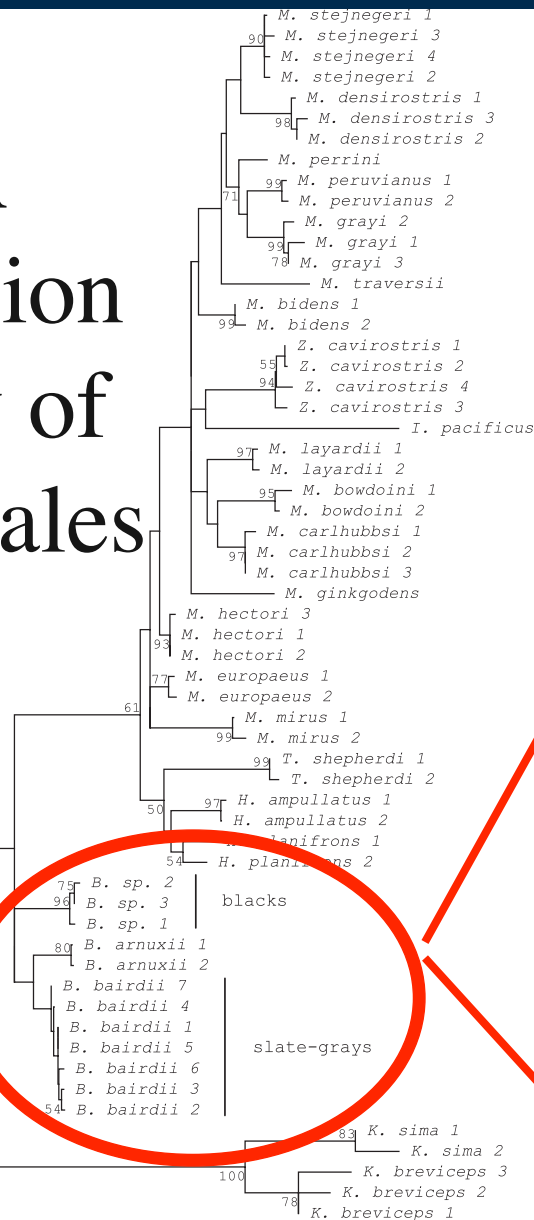 M. stejnegeri 1
90
M. stejnegeri 3
M. stejnegeri 4
M. stejnegeri 2
M. densirostris 1
98
M. densirostris 3
M. densirostris 2
M. perrini
99
M. peruvianus 1
71
M. peruvianus 2
M. grayi 2
99
M. grayi 1
78
M. grayi 3
M. traversii
ion
M. bidens 1
99
M. bidens 2
Z. cavirostris 1
55
Z. cavirostris 2
94
Z. cavirostris 4
Z. cavirostris 3
of
I. pacificus
97
M. layardii 1
M. layardii 2
95
M. bowdoini 1
M. bowdoini 2
ales
M. carlhubbsi 1
97
M. carlhubbsi 2
M. carlhubbsi 3
M. ginkgodens
M. hectori 3
M. hectori 1
93
M. hectori 2
77
M. europaeus 1
M. europaeus 2
61
M. mirus 1
99
M. mirus 2
99
T. shepherdi 1
T. shepherdi 2
97
H. ampullatus 1
50
H. ampullatus 2
H. planifrons 1
54
H. planifrons 2
75
B. sp. 2
96
B. sp. 3
blacks
B. sp. 1
80
B. arnuxii 1
B. arnuxii 2
B. bairdii 7
B. bairdii 4
B. bairdii 1
B. bairdii 5
slate-grays
B. bairdii 6
B. bairdii 3
54
B. bairdii 2
83
K. sima 1
K. sima 2
100
K. breviceps 3
78
K. breviceps 2
K. breviceps 1